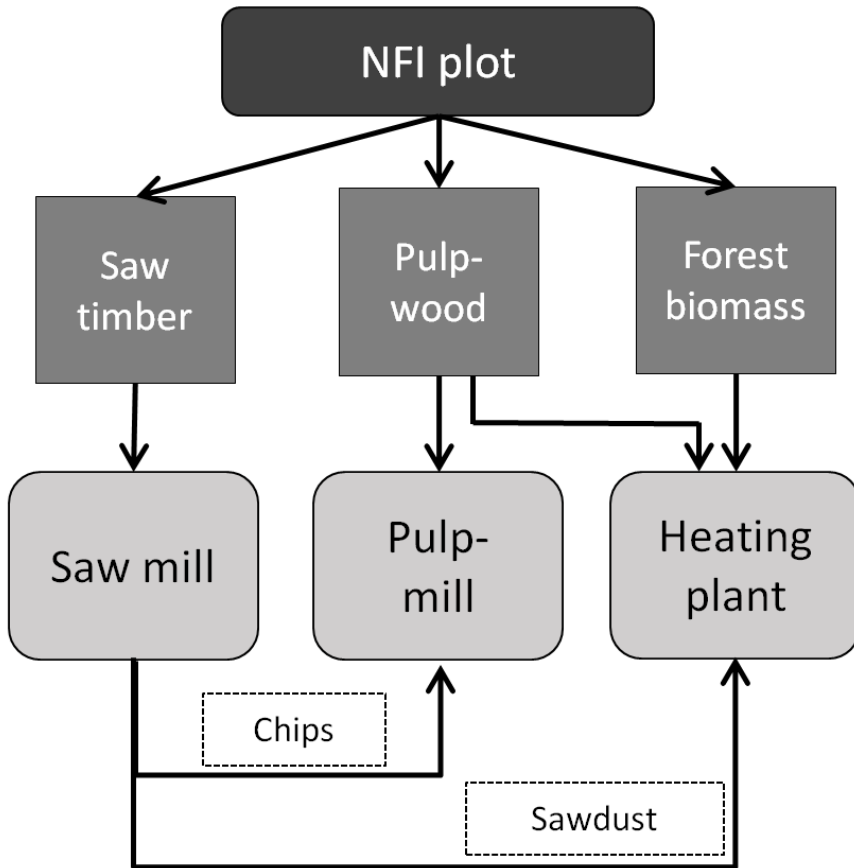 NFI plot
Saw
timber
Pulp-
wood
Forest
biomass
Saw mill
Pulp-
mill
Heating
plant
Chips
Sawdust